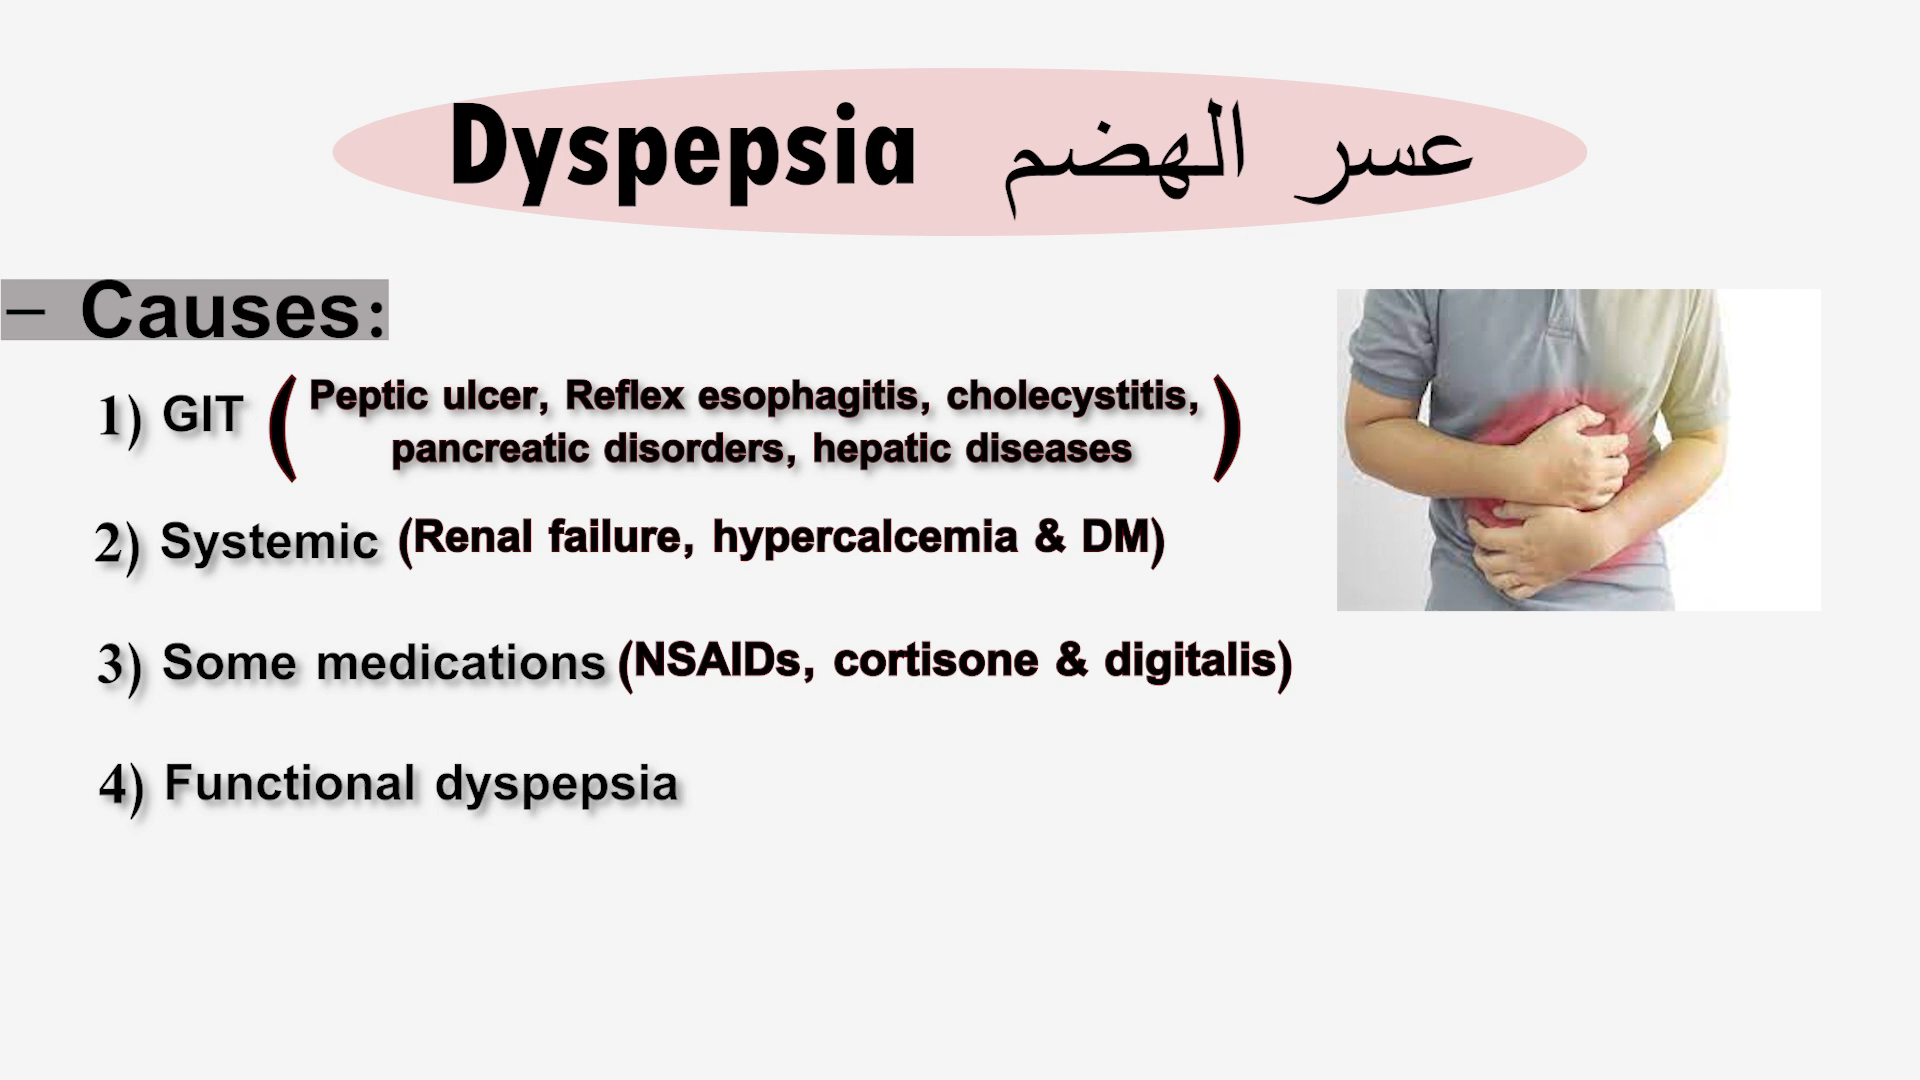 Dyspepsia عسر الهضم
- Causes:
1) GIT (Peptic ulcer, Reflex esophagitis, cholecystitis,
pancreatic disorders, hepatic diseases)
2) Systemic (Renal failure, hypercalcemia & DM)
3) Some medications (NSAIDs, cortisone & digitalis)
4) Functional dyspepsia